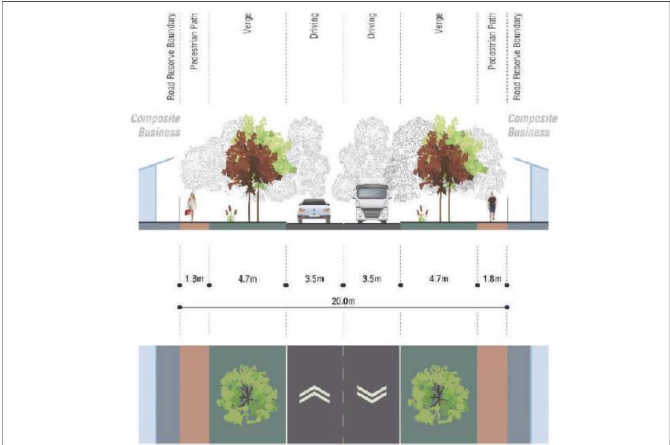 Road Reserve Boundary
Pedestrian Path
Verge
Driving
Driving
Verge
Pedestrian Path
Road Reserve Boundary
Composite
Business
Composite
Business
1.8m
4.7m
3.5m
3.5m
4.7m
1.8m
20.0m